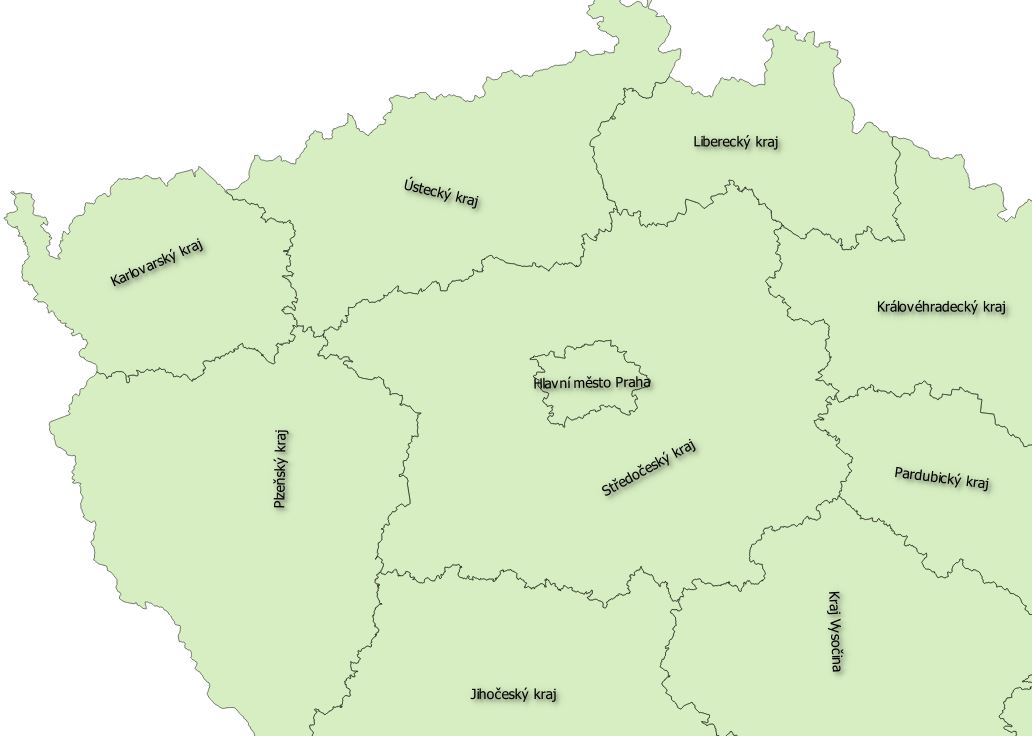 Liberecký kraj
Ústecký kraj
Karlovarský kraj
Královéhradecký kraj
Hlavní město Praha
Plzeňský kraj
Středočeský kraj
Pardubický kraj
Kraj Vysočina
Jihočeský kraj